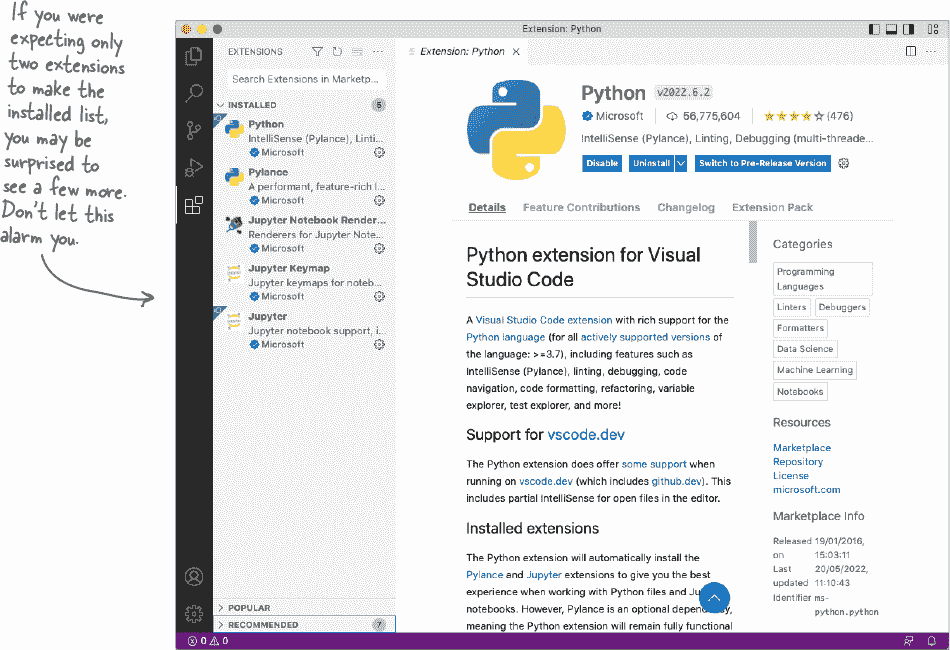 If you were
expecting only
two extensions
to make the
installed list,
you may be
surprised to
see a few more.
Don't let this
alarm you.
Extension: Python
EXTENSIONS
Search Extensions in Marketp...
INSTALLED 5
Python
IntelliSense (Pylance), Linti...
Microsoft
Pylance
A performant, feature-rich l...
Microsoft
Jupyter Notebook Render...
Renderers for Jupyter Note...
Microsoft
Jupyter Keymap
Jupyter keymaps for noteb...
Microsoft
Jupyter
Jupyter notebook support, i...
Microsoft
POPULAR
RECOMMENDED 7
0 0
Extension: Python
Python v2022.6.2
Microsoft 56,775,604 (476)
IntelliSense (Pylance), Linting, Debugging (multi-threade...
Disable Uninstall Switch to Pre-Release Version
Details Feature Contributions Changelog Extension Pack
Python extension for Visual
Studio Code
A Visual Studio Code extension with rich support for the
Python language (for all actively supported versions of
the language: >=3.7), including features such as
IntelliSense (Pylance), linting, debugging, code
navigation, code formatting, refactoring, variable
explorer, test explorer, and more!
Support for vscode.dev
The Python extension does offer some support when
running on vscode.dev (which includes github.dev). This
includes partial IntelliSense for open files in the editor.
Installed extensions
The Python extension will automatically install the
Pylance and Jupyter extensions to give you the best
experience when working with Python files and Ju
notebooks. However, Pylance is an optional dependency,
meaning the Python extension will remain fully functional
Categories
Programming
Languages
Linters Debuggers
Formatters
Data Science
Machine Learning
Notebooks
Resources
Marketplace
Repository
License
microsoft.com
Marketplace Info
Released 19/01/2016,
on 15:03:11
Last 20/05/2022,
updated 11:10:43
Identifier ms-
python.python